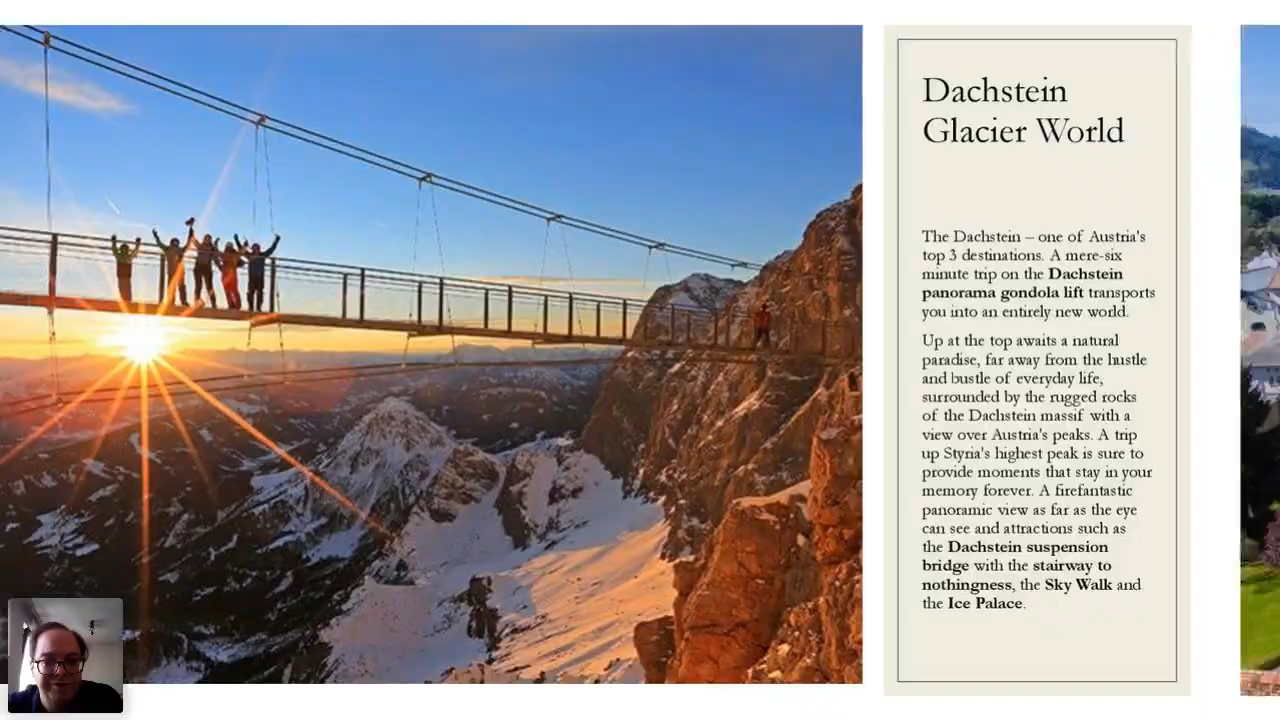 Dachstein
Glacier World
The Dachstein – one of Austria's
top 3 destinations. A mere-six
minute trip on the Dachstein
panorama gondola lift transports
you into an entirely new world.
Up at the top awaits a natural
paradise, far away from the hustle
and bustle of everyday life,
surrounded by the rugged rocks
of the Dachstein massif with a
view over Austria's peaks. A trip
up Styria's highest peak is sure to
provide moments that stay in your
memory forever. A firefantastic
panoramic view as far as the eye
can see and attractions such as
the Dachstein suspension
bridge with the stairway to
nothingness, the Sky Walk and
the Ice Palace.